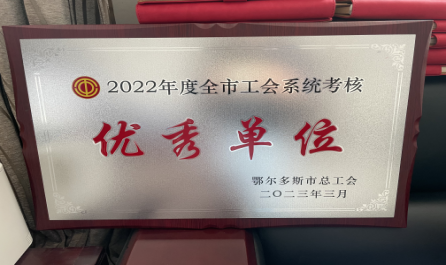 2022年度全市工会系统考核
优秀单位
鄂尔多斯市总工会
二〇二三年三月